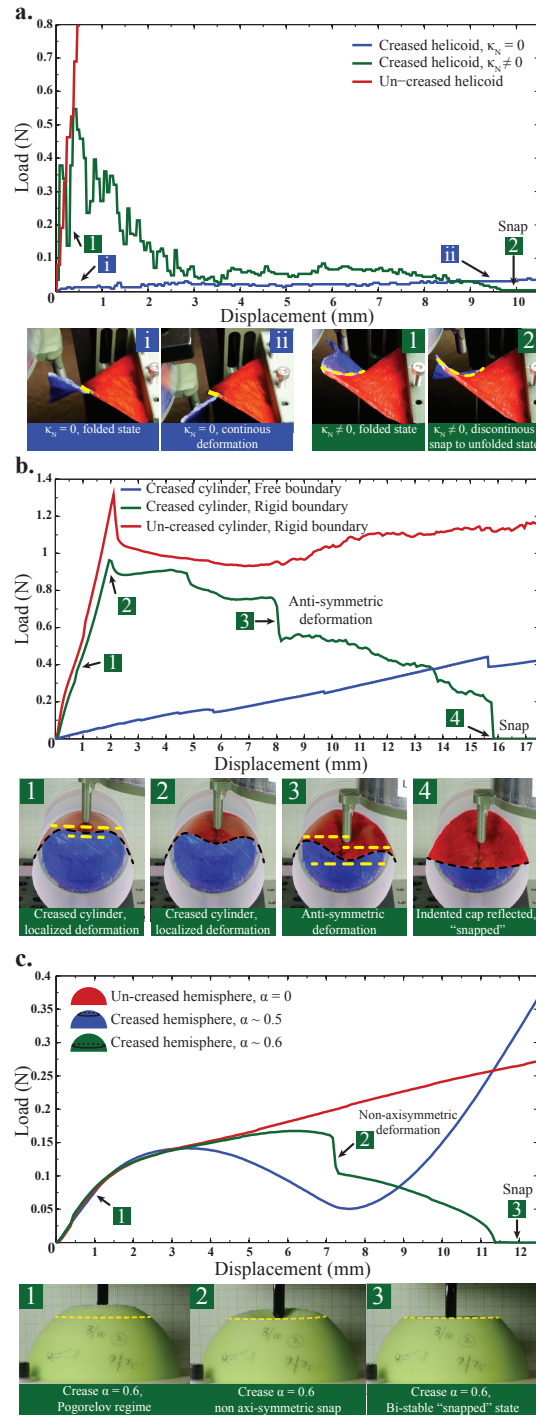 a.
0.8
0.7
0.6
0.5
0.4
0.3
0.2
0.1
0
Load (N)
Creased helicoid, κN = 0
Creased helicoid, κN ≠ 0
Un−creased helicoid
1
i
ii
Snap
2
0 1 2 3 4 5 6 7 8 9 10
Displacement (mm)
i
κN = 0, folded state
ii
κN = 0, continous
deformation
1
κN ≠ 0, folded state
2
κN ≠ 0, discontinous
snap to unfolded state
b.
1.4
1.2
1
0.8
0.6
0.4
0.2
0
Load (N)
Creased cylinder, Free boundary
Creased cylinder, Rigid boundary
Un-creased cylinder, Rigid boundary
1
2
3
Anti-symmetric
deformation
4
Snap
0 1 2 3 4 5 6 7 8 9 10 11 12 13 14 15 16 17
Displacement (mm)
1
Creased cylinder,
localized deformation
2
Creased cylinder,
localized deformation
3
Anti-symmetric
deformation
4
Indented cap reflected,
“snapped”
c.
0.4
0.35
0.3
0.25
0.2
0.15
0.1
0.05
0
Load (N)
Un-creased hemisphere, α = 0
Creased hemisphere, α ~ 0.5
Creased hemisphere, α ~ 0.6
1
Non-axisymmetric
deformation
2
Snap
3
0 1 2 3 4 5 6 7 8 9 10 11 12
Displacement (mm)
1
3/10
Crease α = 0.6,
Pogorelov regime
2
3/10
Crease α = 0.6
non axi-symmetric snap
3
3/10
Crease α = 0.6,
Bi-stable “snapped” state